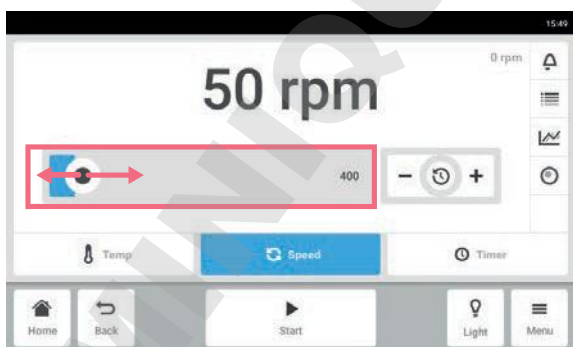 15:49
0 rpm
50 rpm
400
− +
Temp
Speed
Timer
Home
Back
Start
Light
Menu